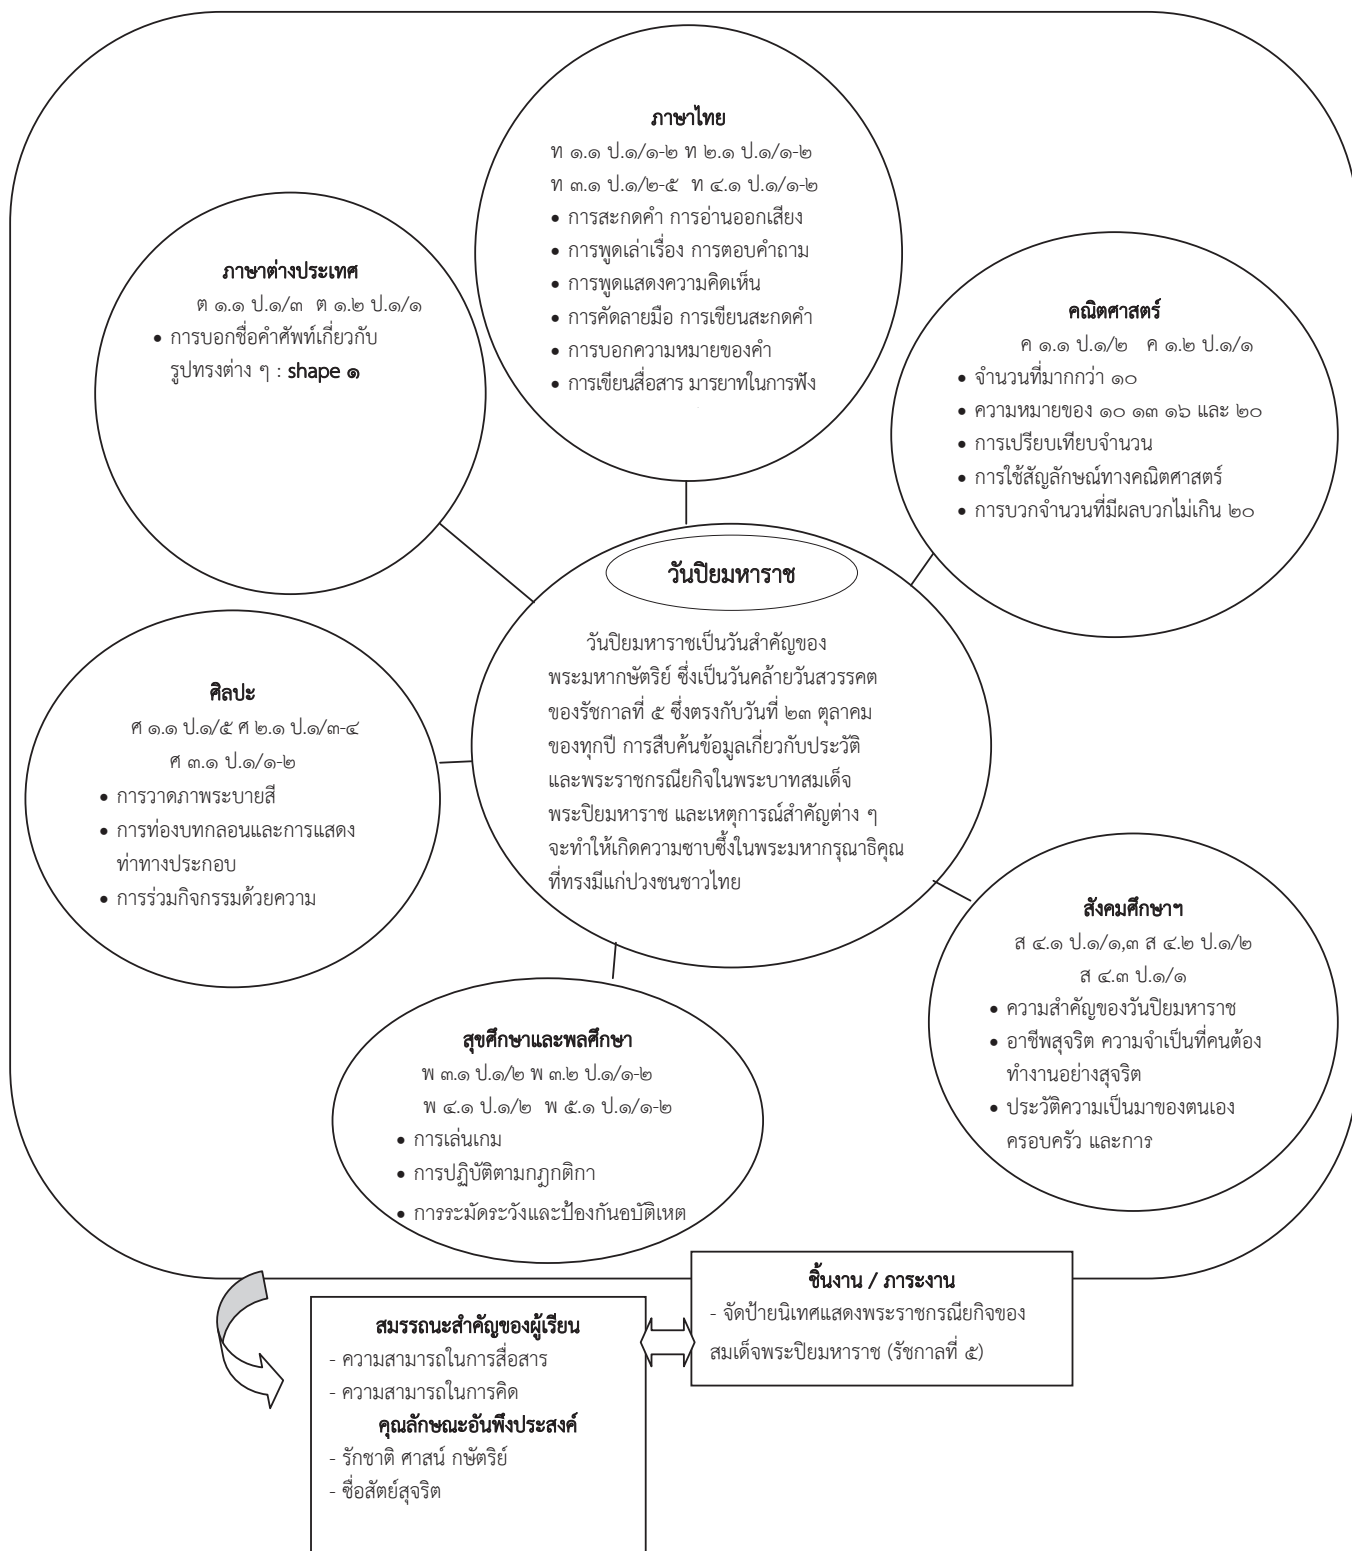 ภาษาไทย
ท ๑.๑ ป.๑/๑-๒ ท ๒.๑ ป.๑/๑-๒
ท ๓.๑ ป.๑/๒-๕ ท ๔.๑ ป.๑/๑-๒
• การสะกดคำ การอ่านออกเสียง
• การพูดเล่าเรื่อง การตอบคำถาม
• การพูดแสดงความคิดเห็น
• การคัดลายมือ การเขียนสะกดคำ
• การบอกความหมายของคำ
• การเขียนสื่อสาร มารยาทในการฟัง
ภาษาต่างประเทศ
ต ๑.๑ ป.๑/๓ ต ๑.๒ ป.๑/๑
• การบอกชื่อคำศัพท์เกี่ยวกับ
รูปทรงต่าง ๆ : shape ๑
คณิตศาสตร์
ค ๑.๑ ป.๑/๒ ค ๑.๒ ป.๑/๑
• จำนวนที่มากกว่า ๑๐
• ความหมายของ ๑๐ ๑๓ ๑๖ และ ๒๐
• การเปรียบเทียบจำนวน
• การใช้สัญลักษณ์ทางคณิตศาสตร์
• การบวกจำนวนที่มีผลบวกไม่เกิน ๒๐
วันปิยมหาราช
วันปิยมหาราชเป็นวันสำคัญของ
พระมหากษัตริย์ ซึ่งเป็นวันคล้ายวันสวรรคต
ของรัชกาลที่ ๕ ซึ่งตรงกับวันที่ ๒๓ ตุลาคม
ของทุกปี การสืบค้นข้อมูลเกี่ยวกับประวัติ
และพระราชกรณียกิจในพระบาทสมเด็จ
พระปิยมหาราช และเหตุการณ์สำคัญต่าง ๆ
จะทำให้เกิดความซาบซึ้งในพระมหากรุณาธิคุณ
ที่ทรงมีแก่ปวงชนชาวไทย
ศิลปะ
ศ ๑.๑ ป.๑/๕ ศ ๒.๑ ป.๑/๓-๔
ศ ๓.๑ ป.๑/๑-๒
• การวาดภาพระบายสี
• การท่องบทกลอนและการแสดง
ท่าทางประกอบ
• การร่วมกิจกรรมด้วยความ
สังคมศึกษาฯ
ส ๔.๑ ป.๑/๑,๓ ส ๔.๒ ป.๑/๒
ส ๔.๓ ป.๑/๑
• ความสำคัญของวันปิยมหาราช
• อาชีพสุจริต ความจำเป็นที่คนต้อง
ทำงานอย่างสุจริต
• ประวัติความเป็นมาของตนเอง
ครอบครัว และการ
สุขศึกษาและพลศึกษา
พ ๓.๑ ป.๑/๒ พ ๓.๒ ป.๑/๑-๒
พ ๔.๑ ป.๑/๒ พ ๕.๑ ป.๑/๑-๒
• การเล่นเกม
• การปฏิบัติตามกฎกติกา
• การระมัดระวังและป้องกันอบัติเหต
ชิ้นงาน / ภาระงาน
- จัดป้ายนิเทศแสดงพระราชกรณียกิจของ
สมเด็จพระปิยมหาราช (รัชกาลที่ ๕)
สมรรถนะสำคัญของผู้เรียน
- ความสามารถในการสื่อสาร
- ความสามารถในการคิด
คุณลักษณะอันพึงประสงค์
- รักชาติ ศาสน์ กษัตริย์
- ซื่อสัตย์สุจริต